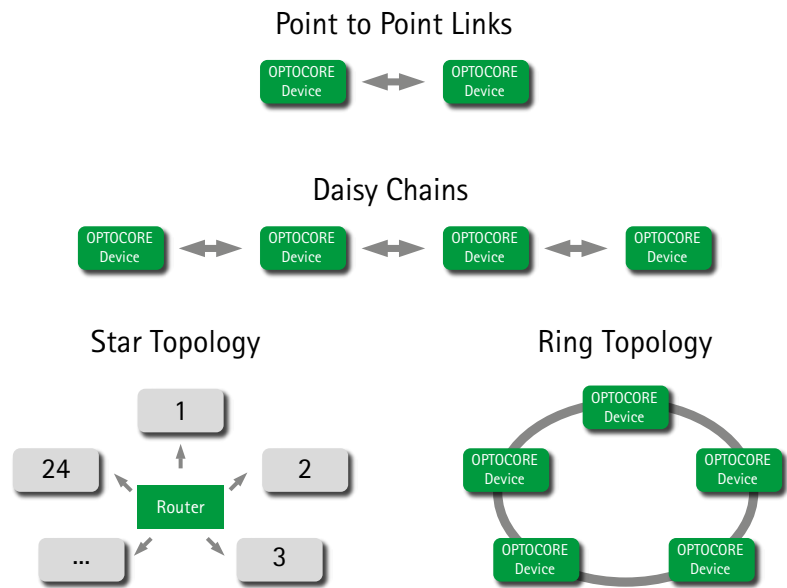 Point to Point Links
OPTOCORE
Device
OPTOCORE
Device
Daisy Chains
OPTOCORE
Device
OPTOCORE
Device
OPTOCORE
Device
OPTOCORE
Device
Star Topology
1
24
2
Router
...
3
Ring Topology
OPTOCORE
Device
OPTOCORE
Device
OPTOCORE
Device
OPTOCORE
Device
OPTOCORE
Device